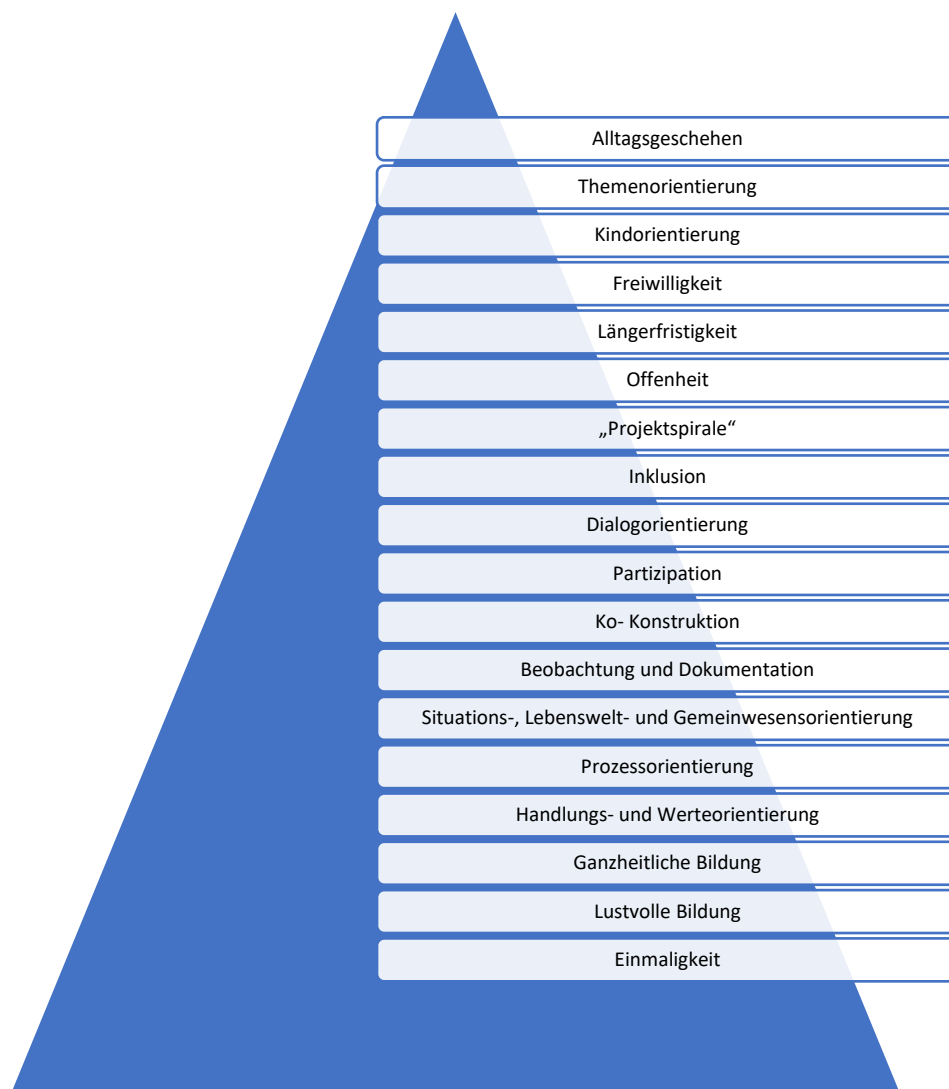 Alltagsgeschehen
Themenorientierung
Kindorientierung
Freiwilligkeit
Längerfristigkeit
Offenheit
„Projektspirale“
Inklusion
Dialogorientierung
Partizipation
Ko- Konstruktion
Beobachtung und Dokumentation
Situations-, Lebenswelt- und Gemeinwesensorientierung
Prozessorientierung
Handlungs- und Werteorientierung
Ganzheitliche Bildung
Lustvolle Bildung
Einmaligkeit